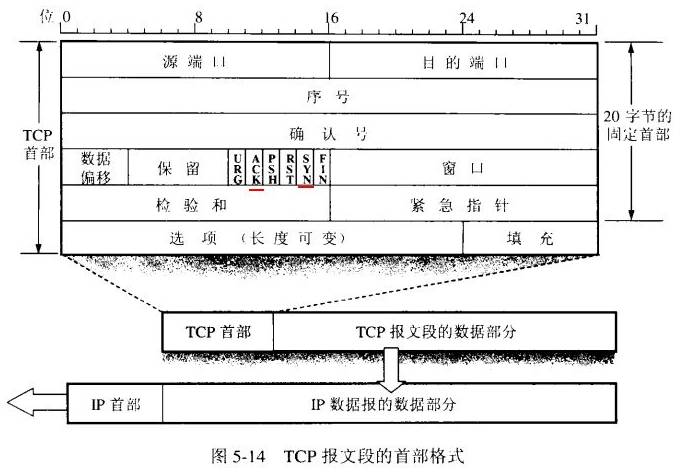 位 0 8 16 24 31
源端口 目的端口
序号
TCP 首部
确认号
20 字节的固定首部
数据偏移 保留 URG ACK PSH RST SYN FIN 窗口
检验和 紧急指针
选项 (长度可变) 填充
TCP 首部 TCP 报文段的数据部分
IP 首部 IP 数据报的数据部分
图 5-14 TCP 报文段的首部格式